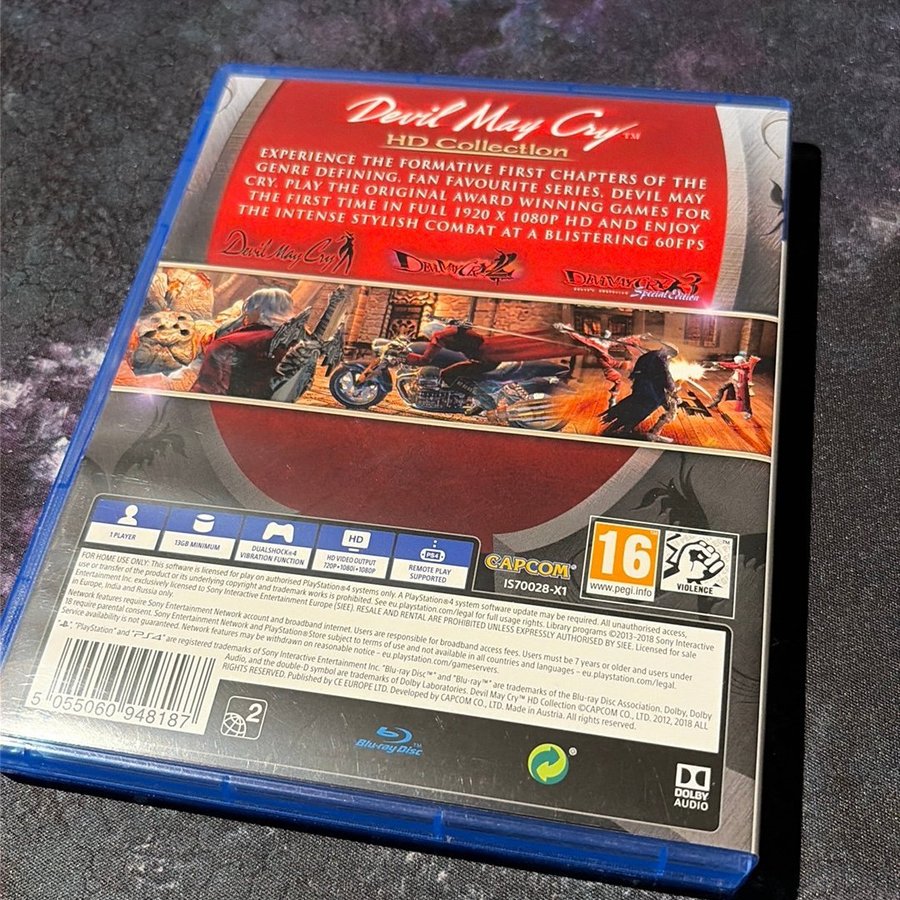 Devil May Cry™
HD Collection
EXPERIENCE THE FORMATIVE FIRST CHAPTERS OF THE
GENRE DEFINING, FAN FAVOURITE SERIES, DEVIL MAY
CRY. PLAY THE ORIGINAL AWARD WINNING GAMES FOR
THE FIRST TIME IN FULL 1920 X 1080P HD AND ENJOY
THE INTENSE STYLISH COMBAT AT A BLISTERING 60FPS
Devil May Cry
Devil May Cry 2
Devil May Cry 3
Special Edition
1 PLAYER
13GB MINIMUM
DUALSHOCK®4
VIBRATION FUNCTION
HD
HD VIDEO OUTPUT
720p•1080i•1080p
PS4
REMOTE PLAY
SUPPORTED
CAPCOM®
IS70028-X1
16
www.pegi.info
VIOLENCE
FOR HOME USE ONLY: This software is licensed for play on authorised PlayStation®4 systems only. A PlayStation®4 system software update may be required. All unauthorised access,
use or transfer of the product or its underlying copyright and trademark works is prohibited. See eu.playstation.com/legal for full usage rights. Library programs ©2013-2018 Sony Interactive
Entertainment Inc. exclusively licensed to Sony Interactive Entertainment Europe (SIEE). RESALE AND RENTAL ARE PROHIBITED UNLESS EXPRESSLY AUTHORISED BY SIEE. Licensed for sale
in Europe, India and Russia only.
Network features require Sony Entertainment Network account and broadband internet. Users are responsible for broadband access fees. Users must be 7 years or older and users under
18 require parental consent. Sony Entertainment Network and PlayStation®Store subject to terms of use and not available in all countries and languages – eu.playstation.com/legal.
Service availability is not guaranteed. Network features may be withdrawn on reasonable notice – eu.playstation.com/gameservers.
"PlayStation" and "PS4" are registered trademarks of Sony Interactive Entertainment Inc. "Blu-ray Disc™" and "Blu-ray™" are trademarks of the Blu-ray Disc Association. Dolby, Dolby
Audio, and the double-D symbol are trademarks of Dolby Laboratories. Devil May Cry™ HD Collection ©CAPCOM CO., LTD. 2012, 2018 ALL
RIGHTS RESERVED. Published by CE EUROPE LTD. Developed by CAPCOM CO., LTD. Made in Austria. All rights reserved.
5 055060 948187
2
Blu-ray Disc™
®
DOLBY
AUDIO